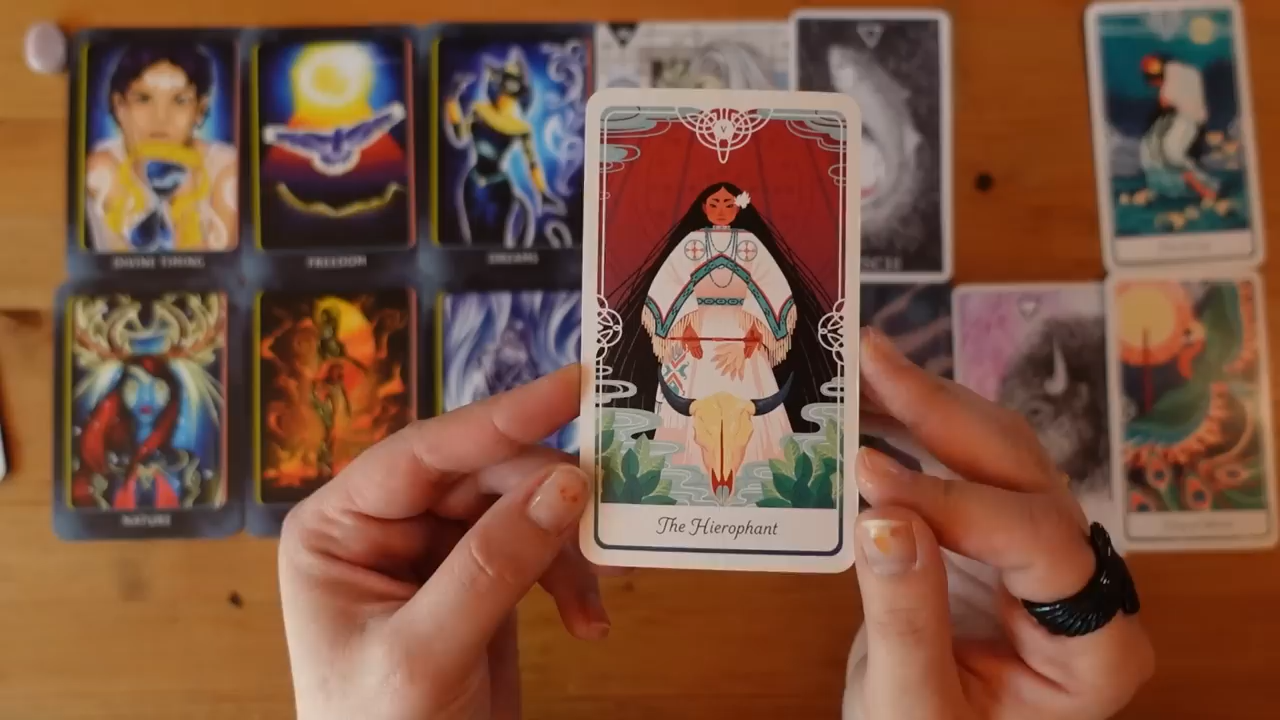 DIVINE TIMING
FREEDOM
DREAMS
NATURE
V
The Hierophant